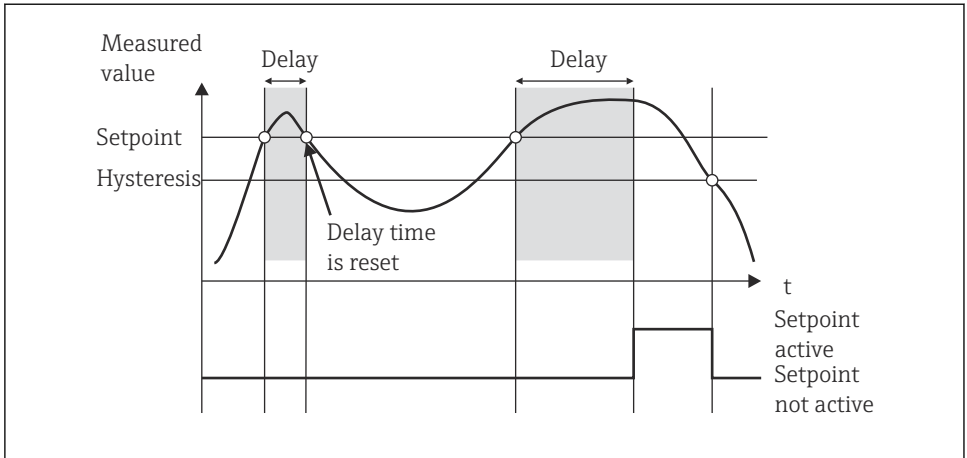 Measured
value
Delay
Delay
Setpoint
Hysteresis
Delay time
is reset
t
Setpoint
active
Setpoint
not active